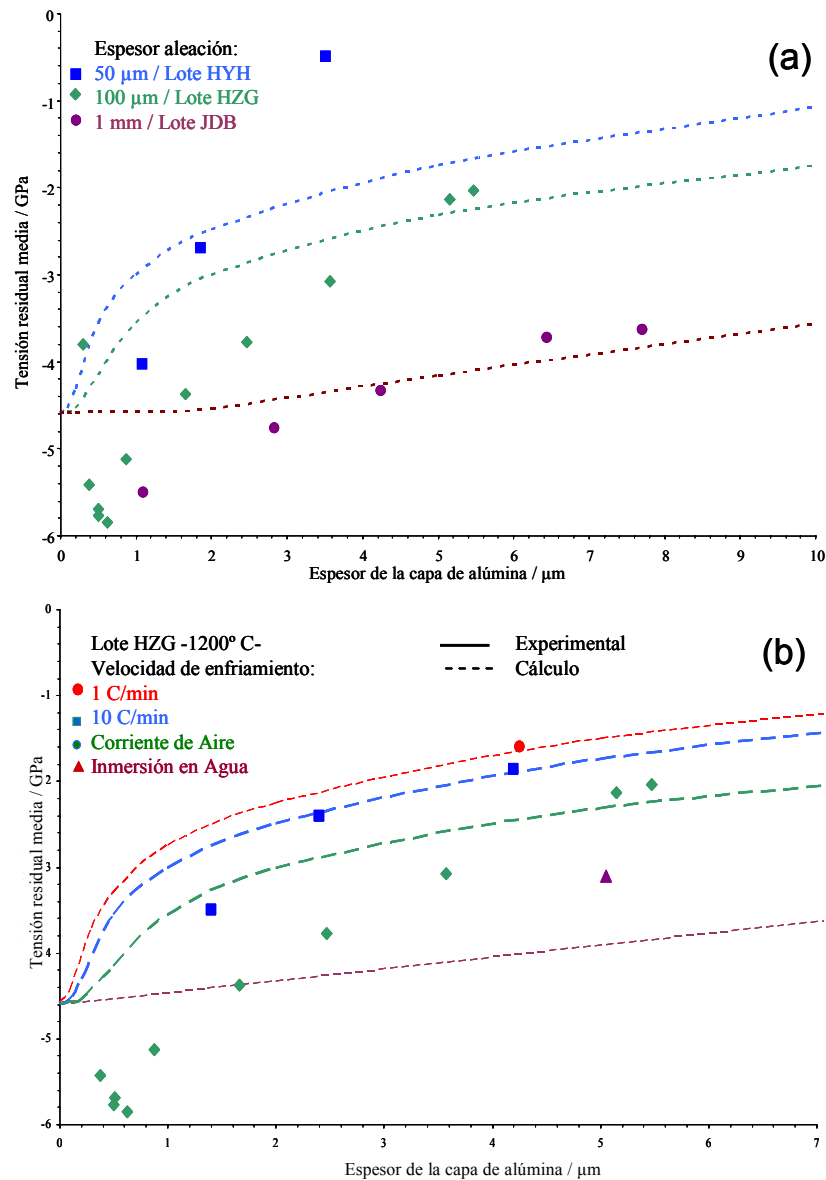 (a)
Espesor aleación:
50 µm / Lote HYH
100 µm / Lote HZG
1 mm / Lote JDB
Tensión residual media / GPa
0
-1
-2
-3
-4
-5
-6
0 1 2 3 4 5 6 7 8 9 10
Espesor de la capa de alúmina / µm
(b)
Lote HZG -1200º C-
Velocidad de enfriamiento:
1 C/min
10 C/min
Corriente de Aire
Inmersión en Agua
Experimental
Cálculo
Tensión residual media / GPa
0
-1
-2
-3
-4
-5
-6
0 1 2 3 4 5 6 7
Espesor de la capa de alúmina / µm